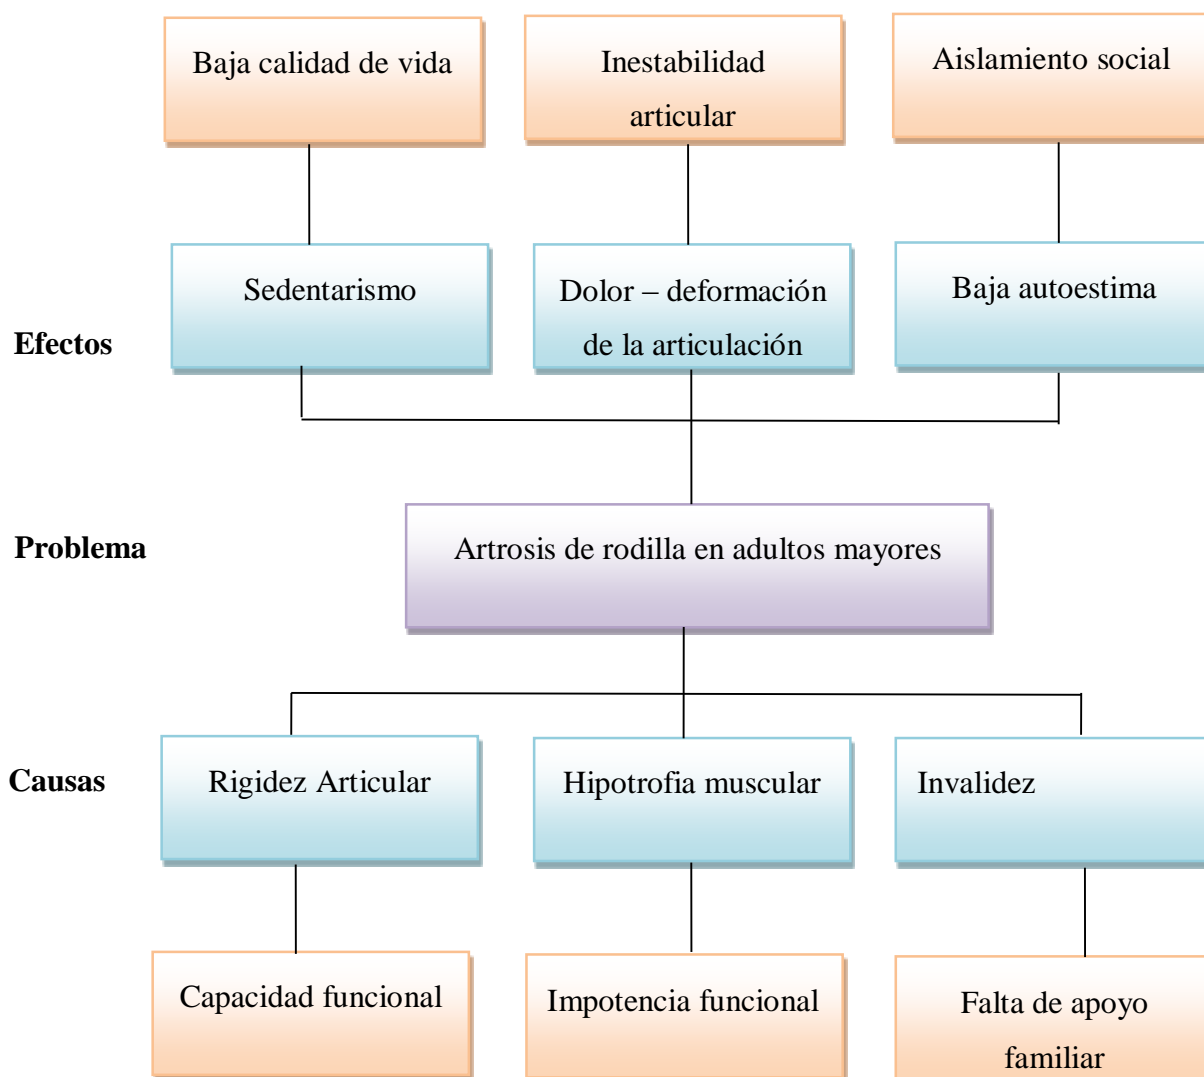 Baja calidad de vida
Inestabilidad
articular
Aislamiento social
Efectos
Sedentarismo
Dolor – deformación
de la articulación
Baja autoestima
Problema
Artrosis de rodilla en adultos mayores
Causas
Rigidez Articular
Hipotrofia muscular
Invalidez
Capacidad funcional
Impotencia funcional
Falta de apoyo
familiar